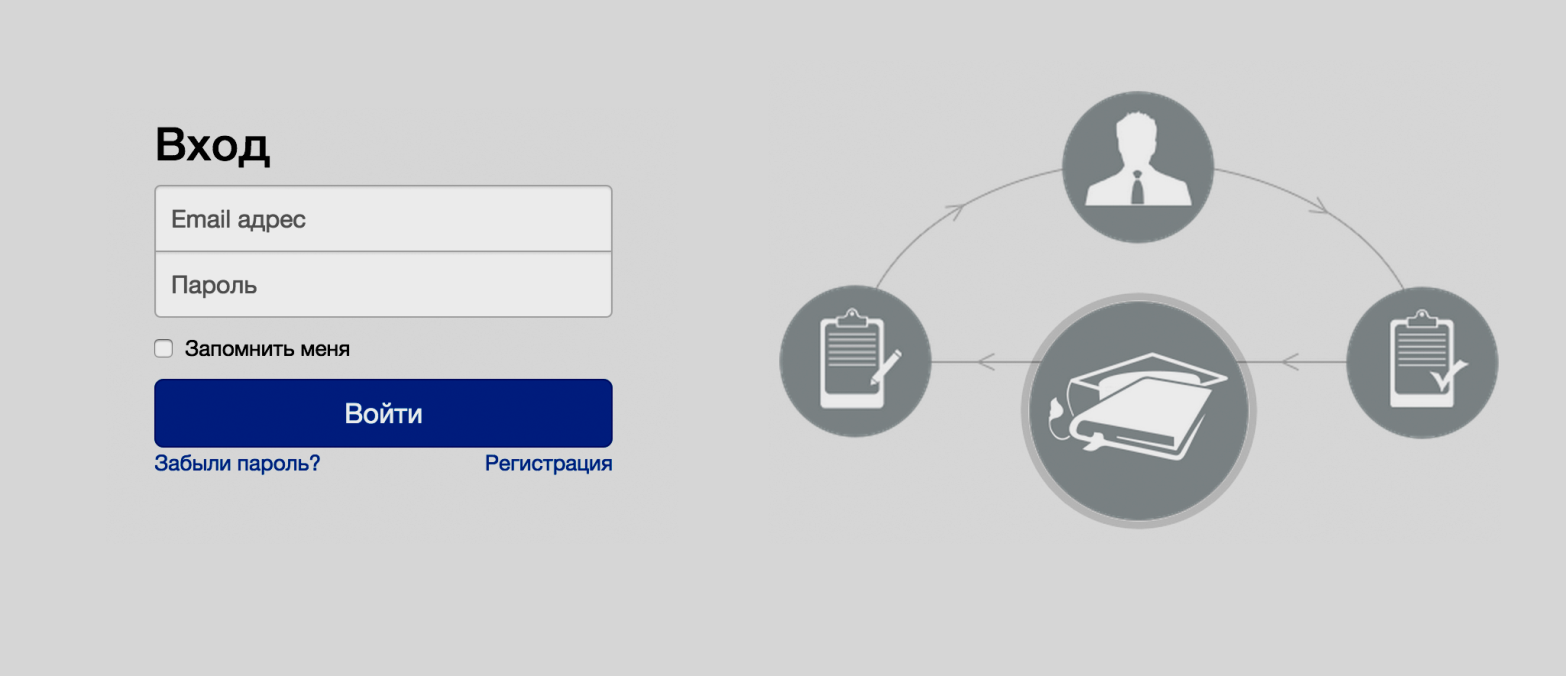 Вход
Email адрес
Пароль
Запомнить меня
Войти
Забыли пароль? Регистрация